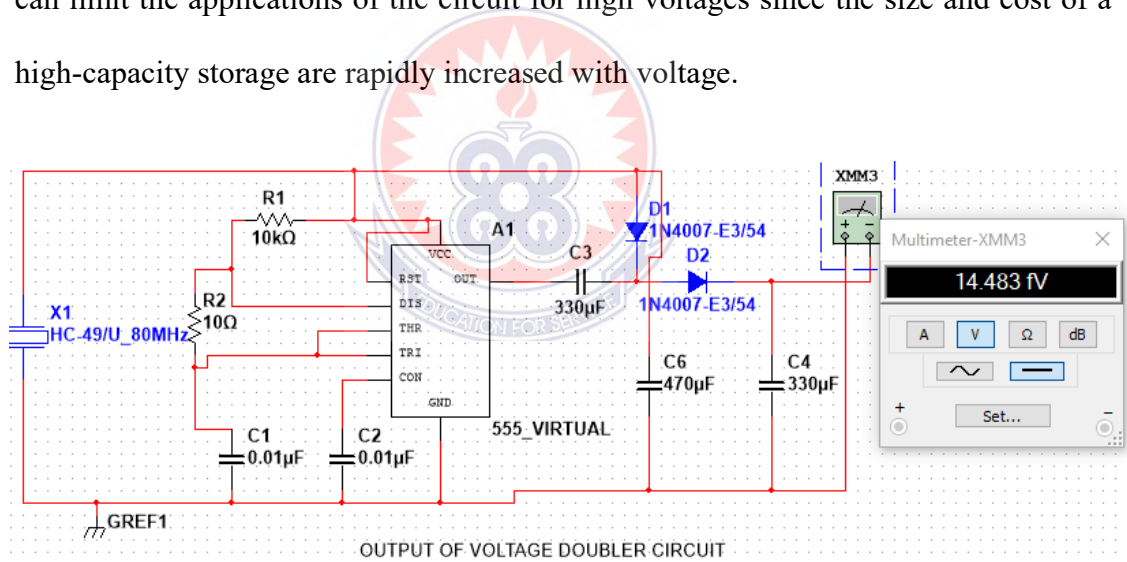 can limit the applications of the circuit for high voltages since the size and cost of a
high-capacity storage are rapidly increased with voltage.
XMM3
R1
10kΩ
A1
D1
1N4007-E3/54
D2
1N4007-E3/54
C3
330µF
VCC
RST
OUT
DIS
THR
TRI
CON
GND
555_VIRTUAL
R2
10Ω
X1
HC-49/U_80MHz
C6
470µF
C4
330µF
C1
0.01µF
C2
0.01µF
GREF1
EDUCATION FOR SERVICE
Multimeter-XMM3
14.483 fV
A
V
Ω
dB
Set...
+
-
OUTPUT OF VOLTAGE DOUBLER CIRCUIT